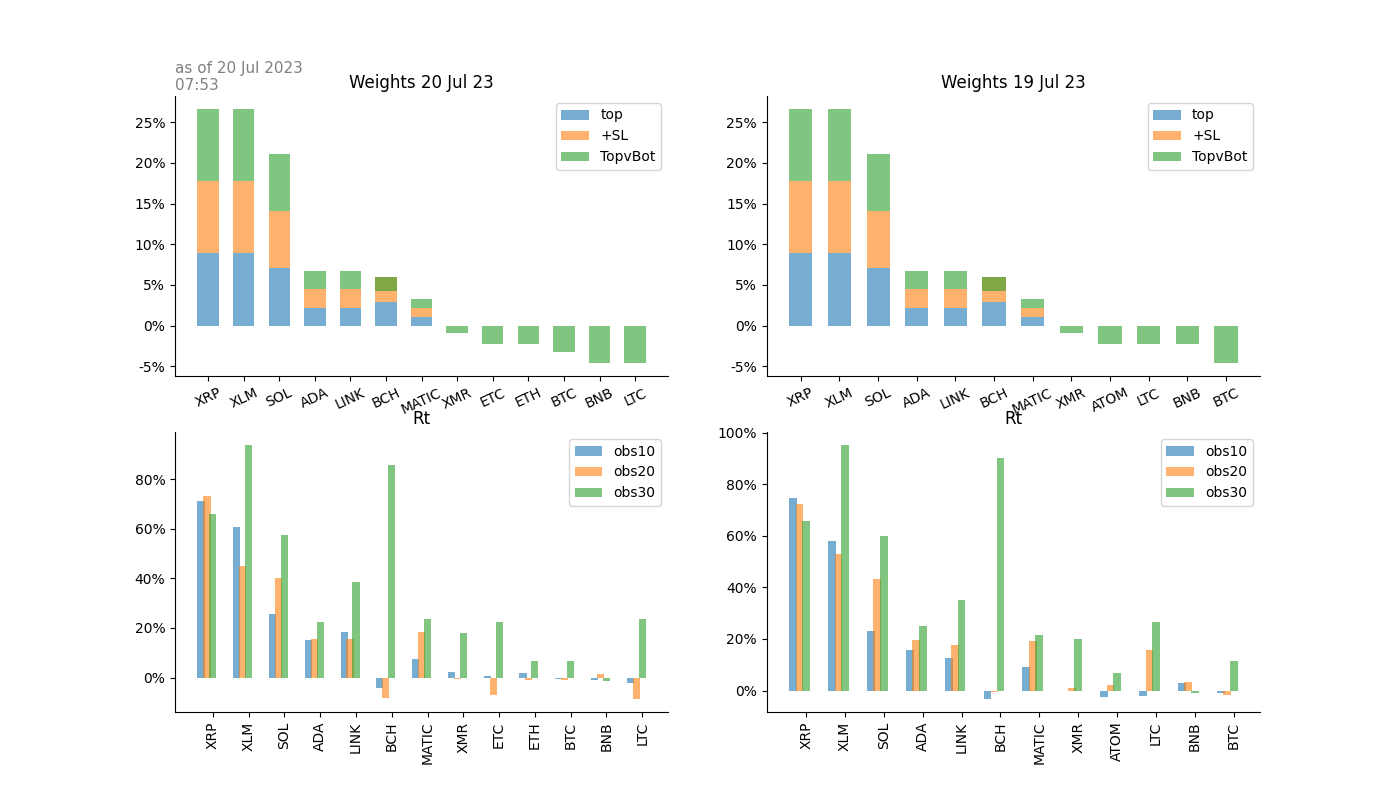 as of 20 Jul 2023
07:53
Weights 20 Jul 23
25%
20%
15%
10%
5%
0%
-5%
top
+SL
TopvBot
XRP XLM SOL ADA LINK BCH MATIC XMR ETC ETH BTC BNB LTC
Weights 19 Jul 23
25%
20%
15%
10%
5%
0%
-5%
top
+SL
TopvBot
XRP XLM SOL ADA LINK BCH MATIC XMR ATOM LTC BNB BTC
Rt
80%
60%
40%
20%
0%
obs10
obs20
obs30
XRP XLM SOL ADA LINK BCH MATIC XMR ETC ETH BTC BNB LTC
Rt
100%
80%
60%
40%
20%
0%
obs10
obs20
obs30
XRP XLM SOL ADA LINK BCH MATIC XMR ATOM LTC BNB BTC